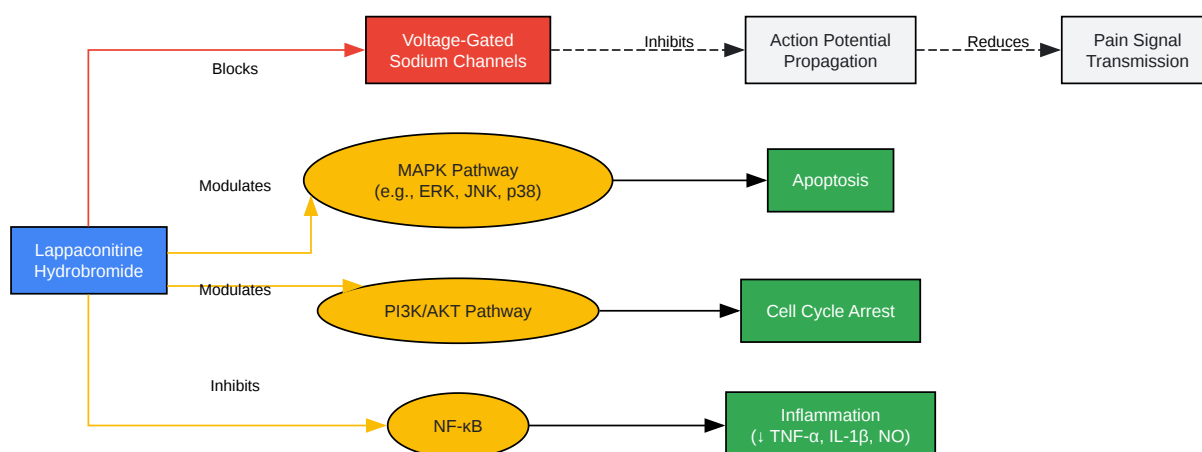 Voltage-Gated
Sodium Channels
Blocks
Inhibits
Action Potential
Propagation
Reduces
Pain Signal
Transmission
Modulates
MAPK Pathway
(e.g., ERK, JNK, p38)
Apoptosis
Lappaconitine
Hydrobromide
Modulates
PI3K/AKT Pathway
Cell Cycle Arrest
Inhibits
NF-κB
Inflammation
(↓ TNF-α, IL-1β, NO)